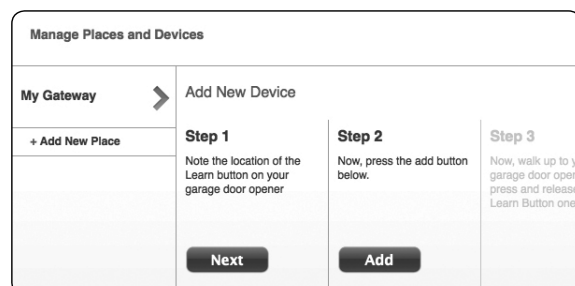 Manage Places and Devices
My Gateway
+ Add New Place
Add New Device
Step 1
Note the location of the
Learn button on your
garage door opener
Next
Step 2
Now, press the add button
below.
Add
Step 3
Now, walk up to
garage door
press and release
Learn Button